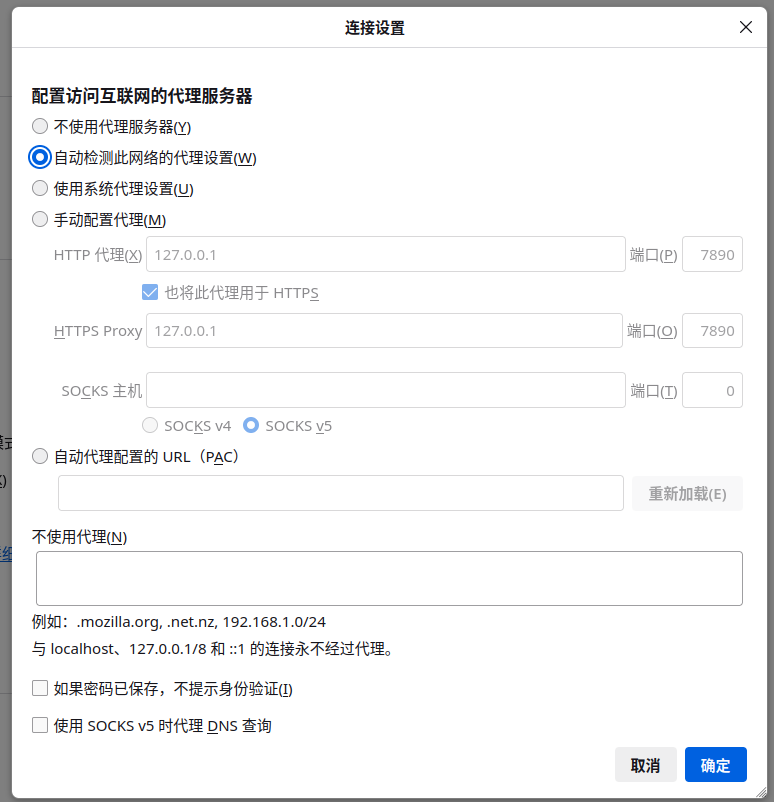 连接设置
配置访问互联网的代理服务器
不使用代理服务器(Y)
自动检测此网络的代理设置(W)
使用系统代理设置(U)
手动配置代理(M)
HTTP 代理(X) 127.0.0.1 端口(P) 7890
也将此代理用于 HTTPS
HTTPS Proxy 127.0.0.1 端口(O) 7890
SOCKS 主机 端口(T) 0
SOCKS v4 SOCKS v5
自动代理配置的 URL（PAC）
重新加载(E)
不使用代理(N)
例如：.mozilla.org, .net.nz, 192.168.1.0/24
与 localhost、127.0.0.1/8 和 ::1 的连接永不经过代理。
如果密码已保存，不提示身份验证(I)
使用 SOCKS v5 时代理 DNS 查询
取消 确定